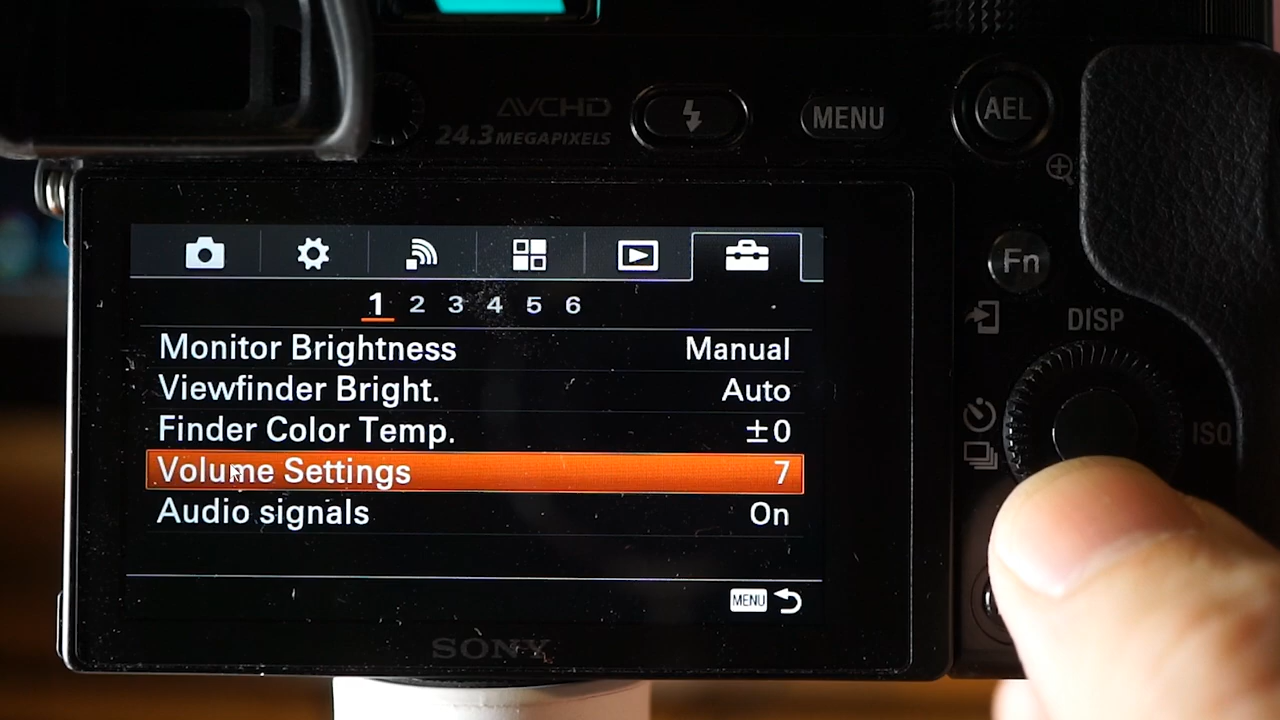 AVCHD
24.3 MEGAPIXELS
MENU
AEL
Fn
DISP
ISO
1 2 3 4 5 6
Monitor Brightness Manual
Viewfinder Bright. Auto
Finder Color Temp. ±0
Volume Settings 7
Audio signals On
MENU
SONY